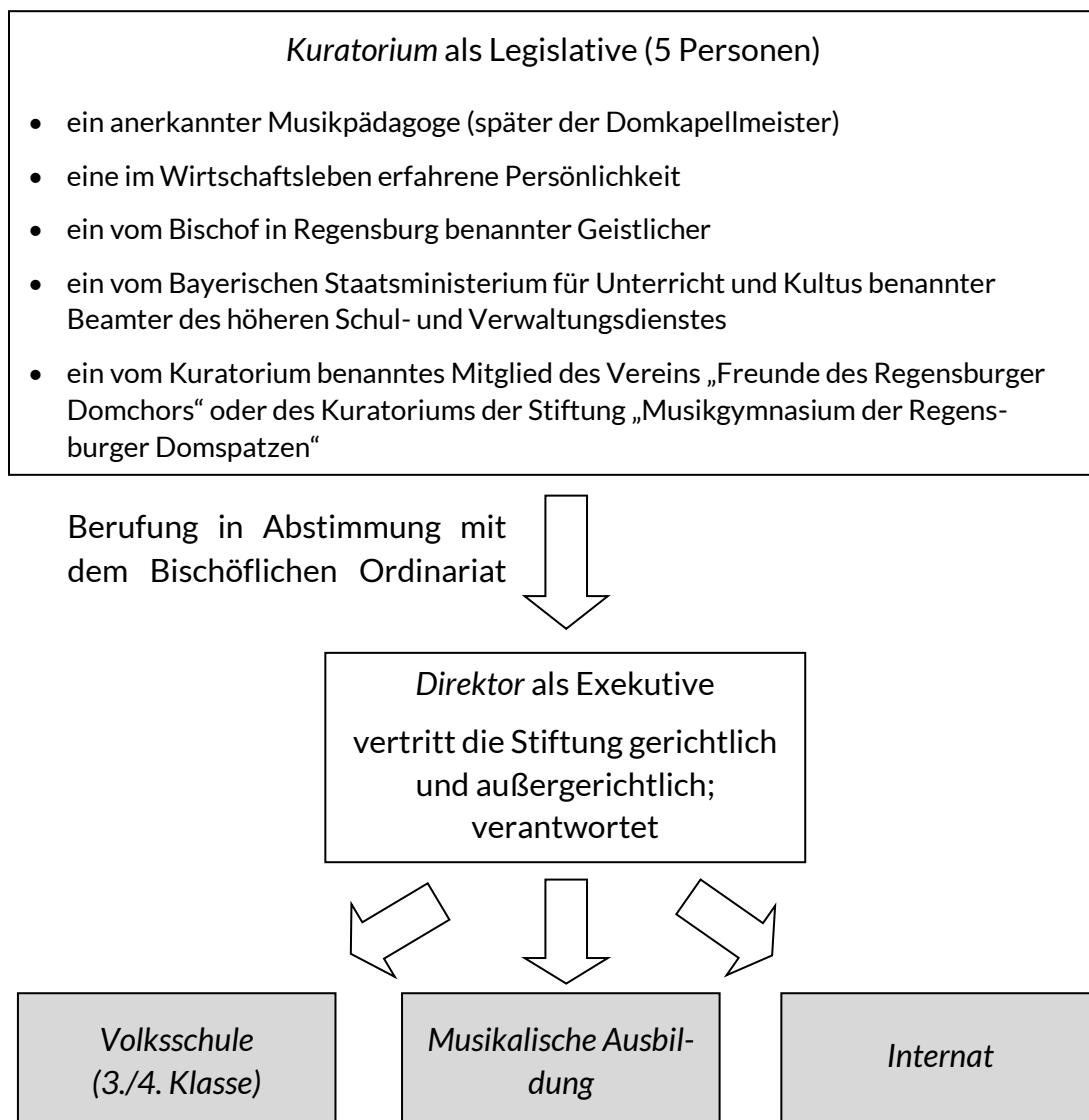 Kuratorium als Legislative (5 Personen)
• ein anerkannter Musikpädagoge (später der Domkapellmeister)
• eine im Wirtschaftsleben erfahrene Persönlichkeit
• ein vom Bischof in Regensburg benannter Geistlicher
• ein vom Bayerischen Staatsministerium für Unterricht und Kultus benannter
Beamter des höheren Schul- und Verwaltungsdienstes
• ein vom Kuratorium benanntes Mitglied des Vereins „Freunde des Regensburger
Domchors“ oder des Kuratoriums der Stiftung „Musikgymnasium der Regens-
burger Domspatzen“
Berufung in Abstimmung mit
dem Bischöflichen Ordinariat
Direktor als Exekutive
vertritt die Stiftung gerichtlich
und außergerichtlich;
verantwortet
Volksschule
(3./4. Klasse)
Musikalische Ausbil-
dung
Internat